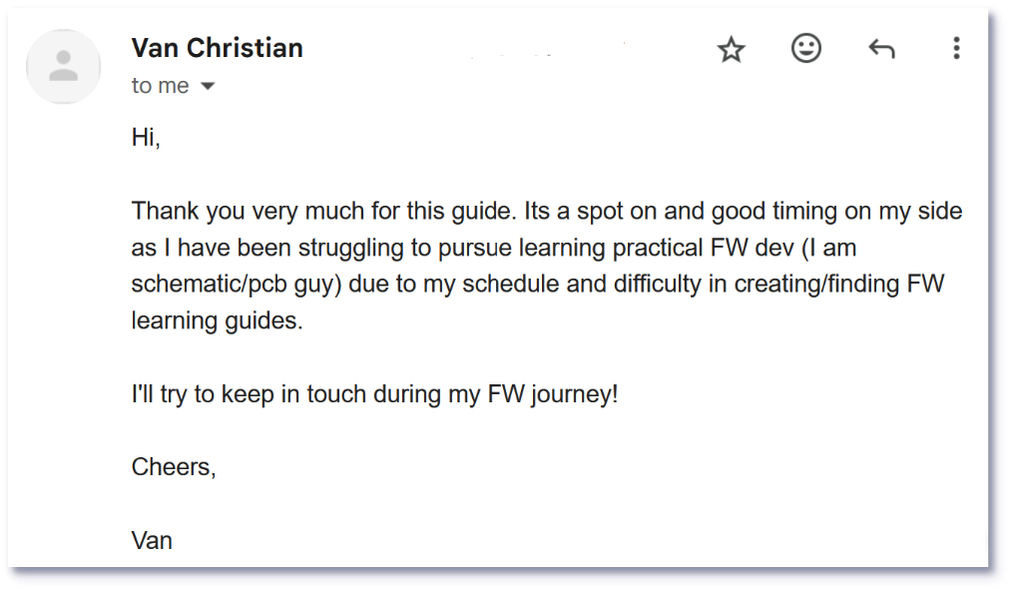 Van Christian
to me
Hi,
Thank you very much for this guide. Its a spot on and good timing on my side
as I have been struggling to pursue learning practical FW dev (I am
schematic/pcb guy) due to my schedule and difficulty in creating/finding FW
learning guides.
I'll try to keep in touch during my FW journey!
Cheers,
Van